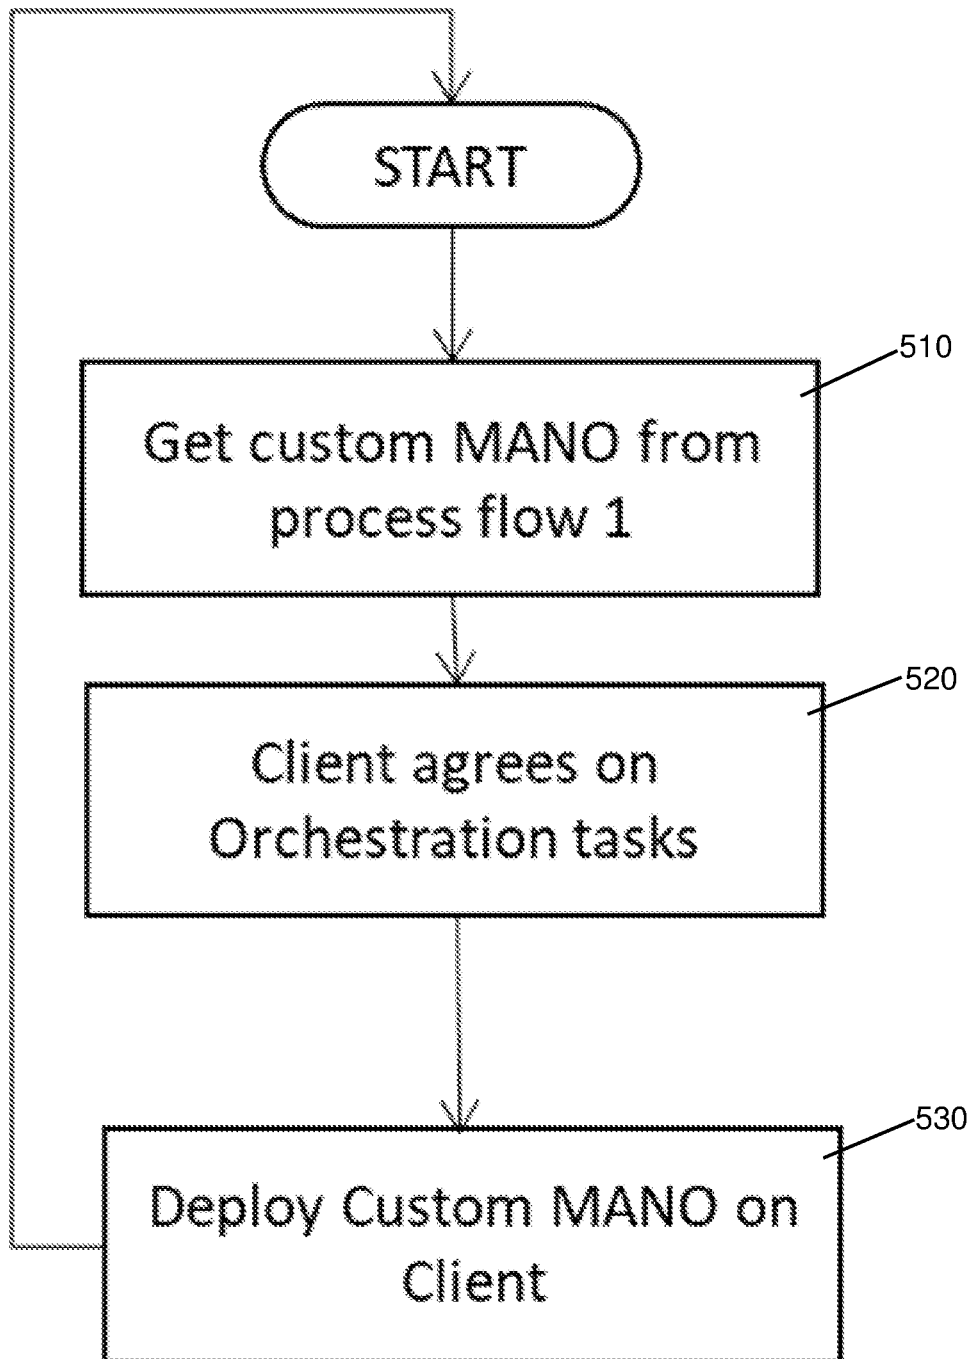 START
510
Get custom MANO from
process flow 1
520
Client agrees on
Orchestration tasks
530
Deploy Custom MANO on
Client